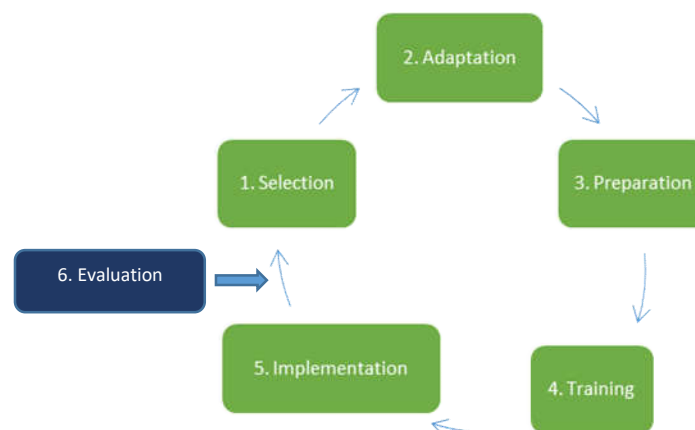 2. Adaptation
1. Selection
3. Preparation
6. Evaluation
5. Implementation
4. Training